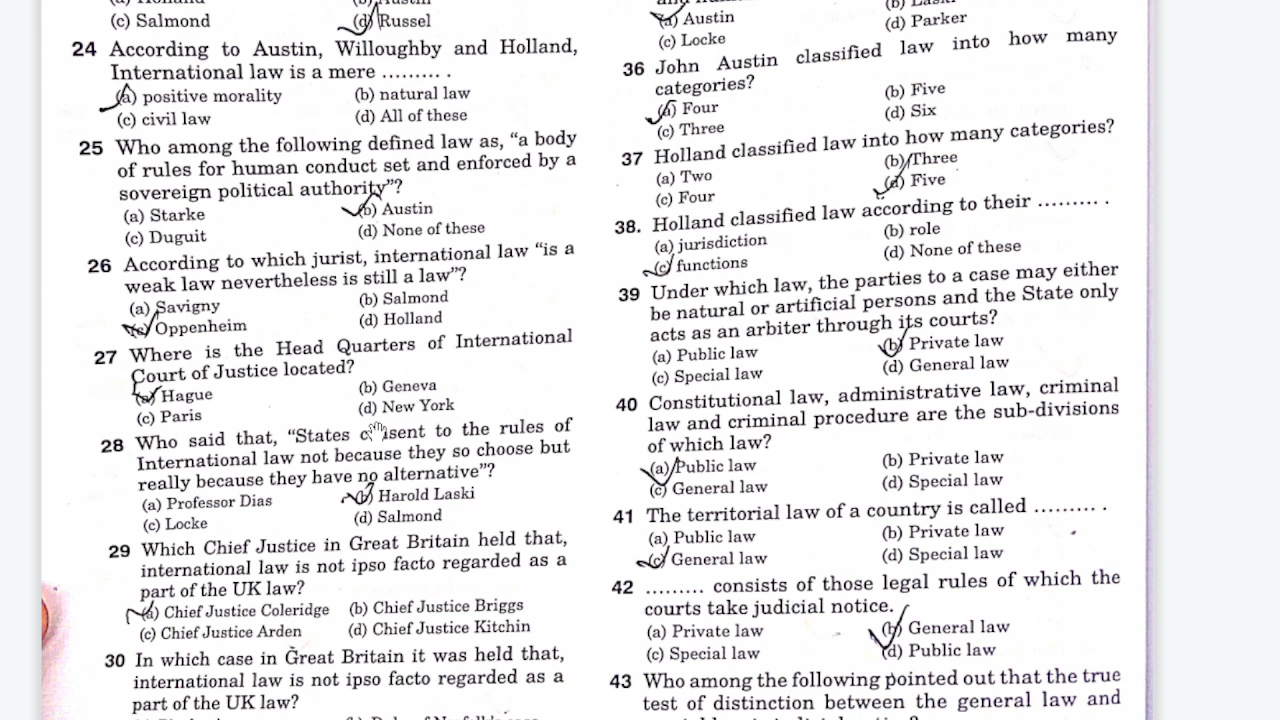 (c) Salmond (d) Russel
24 According to Austin, Willoughby and Holland,
International law is a mere ......... .
(a) positive morality (b) natural law
(c) civil law (d) All of these
25 Who among the following defined law as, “a body
of rules for human conduct set and enforced by a
sovereign political authority”?
(a) Starke (b) Austin
(c) Duguit (d) None of these
26 According to which jurist, international law “is a
weak law nevertheless is still a law”?
(a) Savigny (b) Salmond
(c) Oppenheim (d) Holland
27 Where is the Head Quarters of International
Court of Justice located?
(a) Hague (b) Geneva
(c) Paris (d) New York
28 Who said that, “States consent to the rules of
International law not because they so choose but
really because they have no alternative”?
(a) Professor Dias (b) Harold Laski
(c) Locke (d) Salmond
29 Which Chief Justice in Great Britain held that,
international law is not ipso facto regarded as a
part of the UK law?
(a) Chief Justice Coleridge (b) Chief Justice Briggs
(c) Chief Justice Arden (d) Chief Justice Kitchin
30 In which case in Great Britain it was held that,
international law is not ipso facto regarded as a
part of the UK law?
(a) Austin (b) Laski
(c) Locke (d) Parker
36 John Austin classified law into how many
categories?
(a) Four (b) Five
(c) Three (d) Six
37 Holland classified law into how many categories?
(a) Two (b) Three
(c) Four (d) Five
38. Holland classified law according to their ......... .
(a) jurisdiction (b) role
(c) functions (d) None of these
39 Under which law, the parties to a case may either
be natural or artificial persons and the State only
acts as an arbiter through its courts?
(a) Public law (b) Private law
(c) Special law (d) General law
40 Constitutional law, administrative law, criminal
law and criminal procedure are the sub-divisions
of which law?
(a) Public law (b) Private law
(c) General law (d) Special law
41 The territorial law of a country is called ......... .
(a) Public law (b) Private law
(c) General law (d) Special law
42 ......... consists of those legal rules of which the
courts take judicial notice.
(a) Private law (b) General law
(c) Special law (d) Public law
43 Who among the following pointed out that the true
test of distinction between the general law and